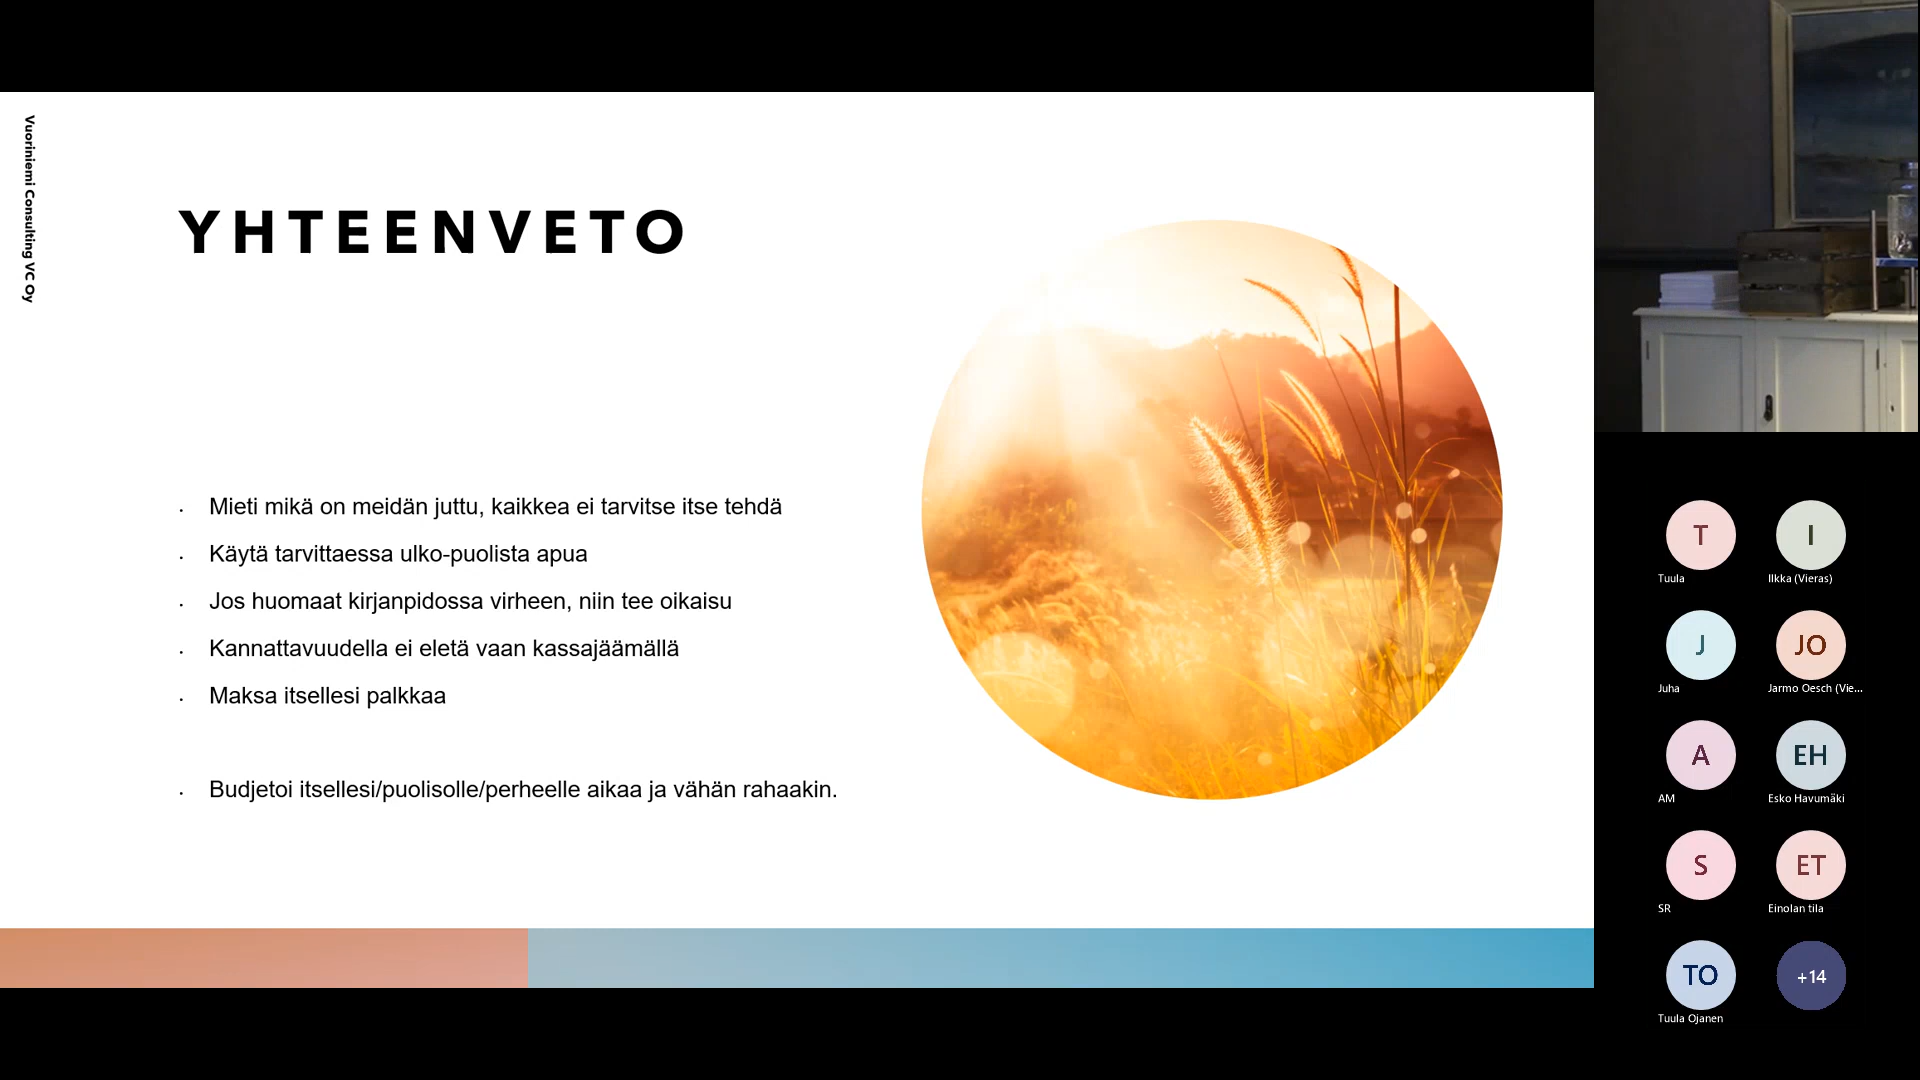 Vuoriniemi Consulting VC Oy
YHTEENVETO
Mieti mikä on meidän juttu, kaikkea ei tarvitse itse tehdä
Käytä tarvittaessa ulko-puolista apua
Jos huomaat kirjanpidossa virheen, niin tee oikaisu
Kannattavuudella ei eletä vaan kassajäämällä
Maksa itsellesi palkkaa
Budjetoi itsellesi/puolisolle/perheelle aikaa ja vähän rahaakin.
T
Tuula
I
Ilkka (Vieras)
J
Juha
JO
Jarmo Oesch (Vie...
A
AM
EH
Esko Havumäki
S
SR
ET
Einolan tila
TO
Tuula Ojanen
+14